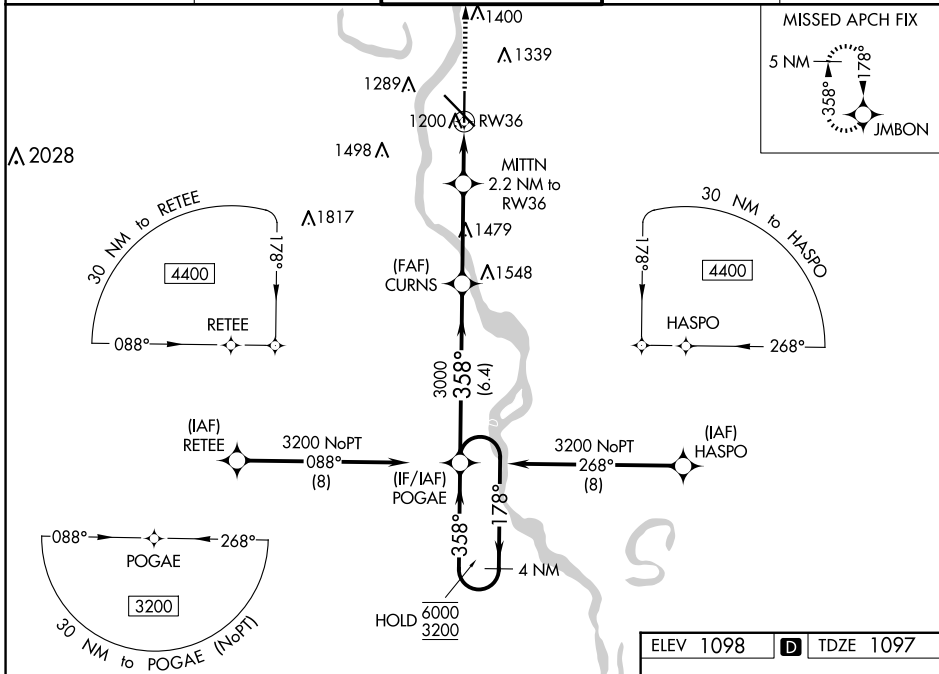 1400
1339
1289
1200
RW36
1498
2028
MITTN
2.2 NM to
RW36
1817
1479
(FAF)
CURNS
1548
MISSED APCH FIX
5 NM
358°
178°
JMBON
30 NM to RETEE
4400
178°
RETEE
088°
30 NM to HASPO
4400
178°
HASPO
268°
3000
358°
(6.4)
(IAF)
RETEE
3200 NoPT
088°
(8)
(IF/IAF)
POGAE
3200 NoPT
268°
(8)
(IAF)
HASPO
358°
178°
4 NM
HOLD
6000
3200
088°
268°
POGAE
3200
30 NM to POGAE (NoPT)
ELEV 1098 D TDZE 1097